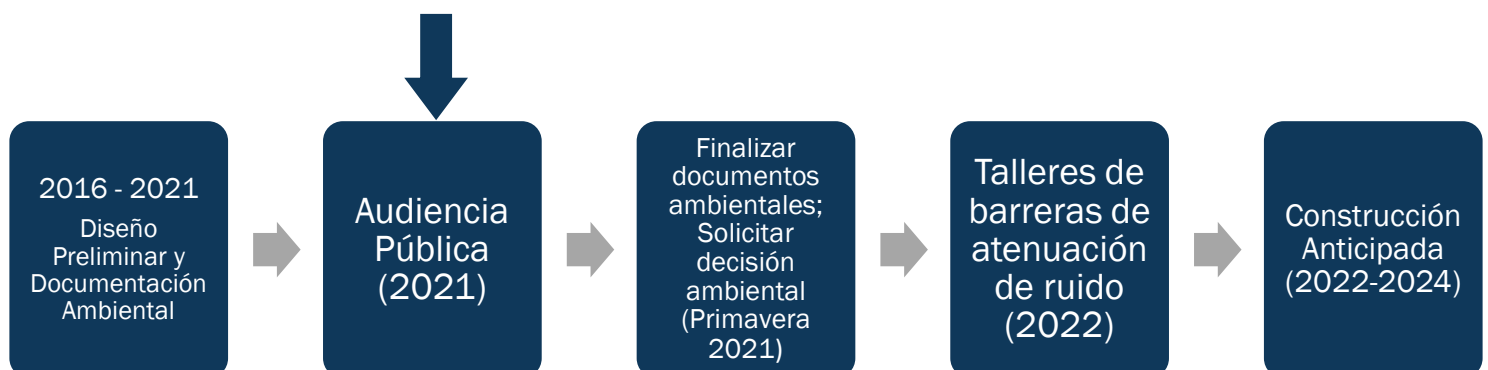 2016 - 2021
Diseño
Preliminar y
Documentación
Ambiental
Audiencia
Pública
(2021)
Finalizar
documentos
ambientales;
Solicitar
decisión
ambiental
(Primavera
2021)
Talleres de
barreras de
atenuación
de ruido
(2022)
Construcción
Anticipada
(2022-2024)